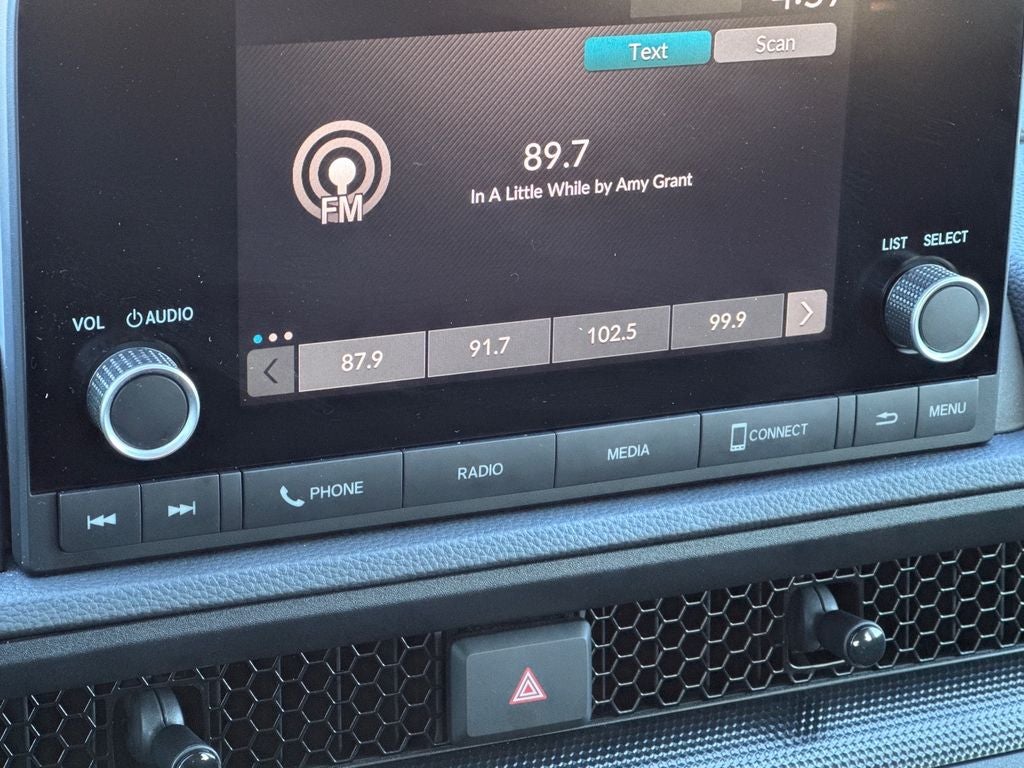 Text Scan
89.7
In A Little While by Amy Grant
FM
LIST SELECT
VOL AUDIO
87.9 91.7 102.5 99.9
PHONE RADIO MEDIA CONNECT MENU